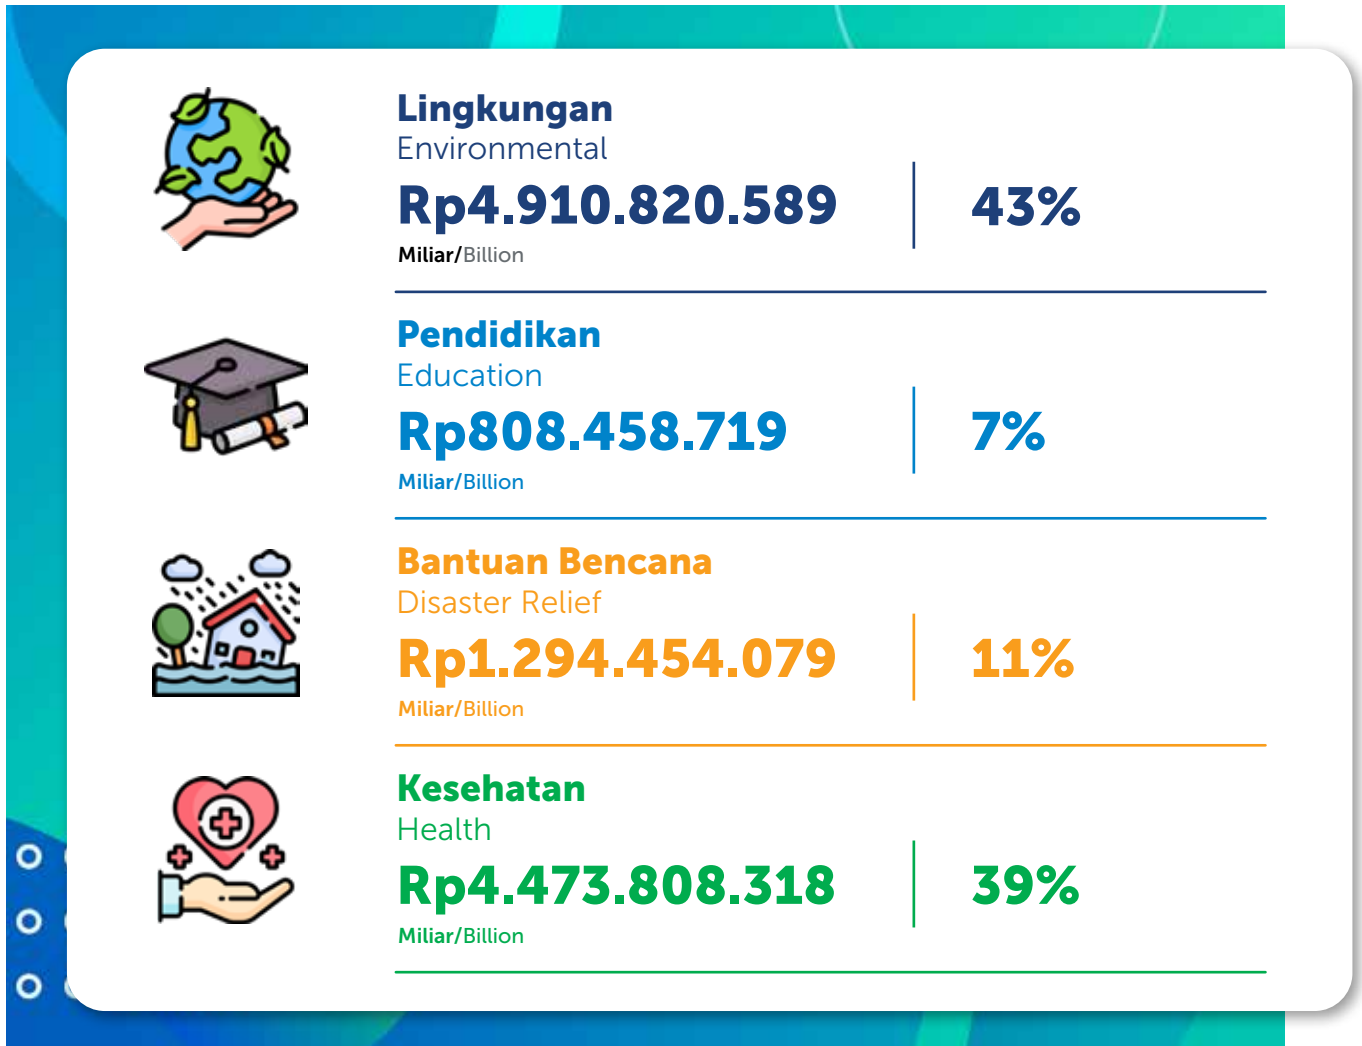 Lingkungan
Environmental
Rp4.910.820.589
43%
Miliar/Billion
Pendidikan
Education
Rp808.458.719
7%
Miliar/Billion
Bantuan Bencana
Disaster Relief
Rp1.294.454.079
11%
Miliar/Billion
Kesehatan
Health
Rp4.473.808.318
39%
Miliar/Billion